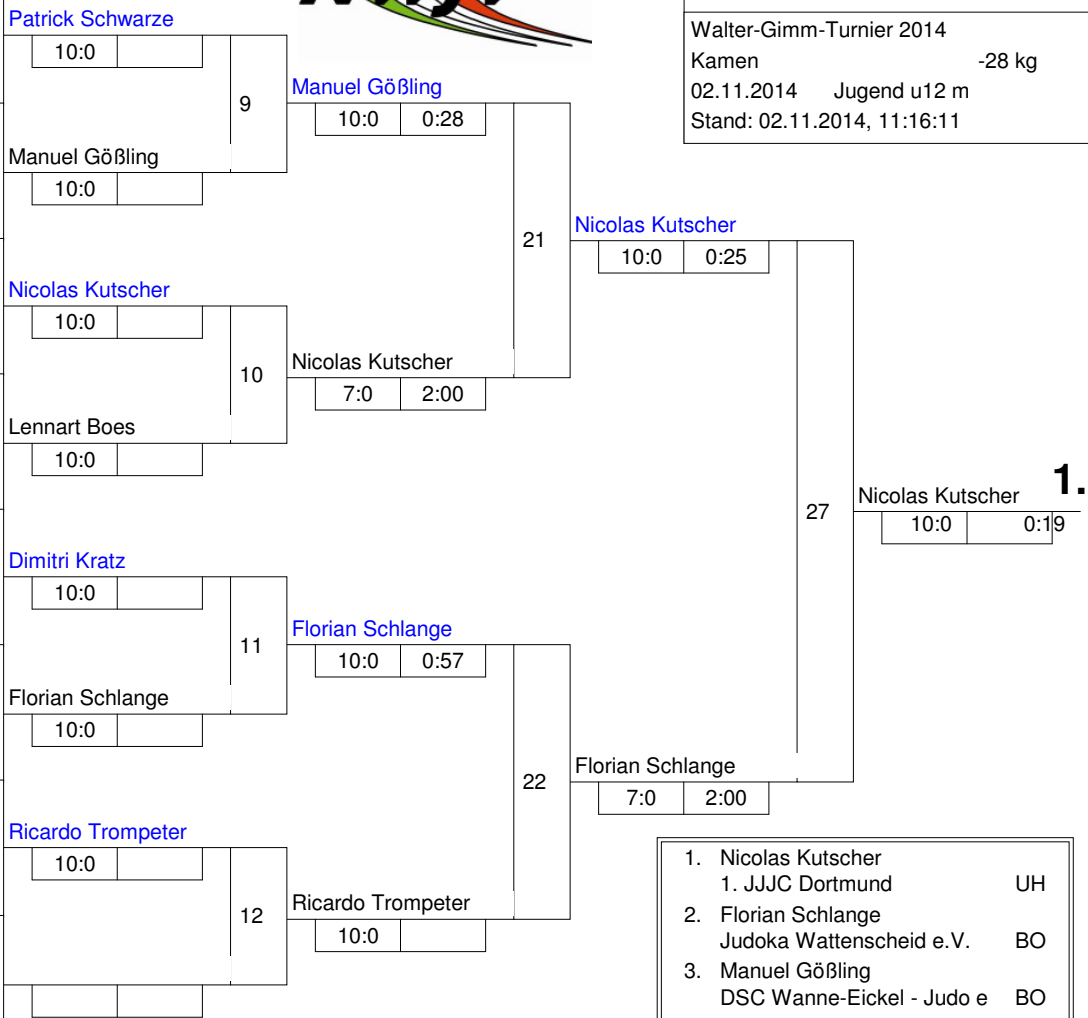 Patrick Schwarze
10:0
9
Manuel Gößling
10:0
Manuel Gößling
10:0 0:28
Nicolas Kutscher
10:0
10
Lennart Boes
10:0
Nicolas Kutscher
7:0 2:00
21
Nicolas Kutscher
10:0 0:25
Dimitri Kratz
10:0
11
Florian Schlange
10:0
Florian Schlange
10:0 0:57
Ricardo Trompeter
10:0
12
Ricardo Trompeter
10:0
22
Florian Schlange
7:0 2:00
27
Nicolas Kutscher 1.
10:0 0:19
Walter-Gimm-Turnier 2014
Kamen -28 kg
02.11.2014 Jugend u12 m
Stand: 02.11.2014, 11:16:11
1. Nicolas Kutscher
1. JJJC Dortmund UH
2. Florian Schlange
Judoka Wattenscheid e.V. BO
3. Manuel Gößling
DSC Wanne-Eickel - Judo e BO